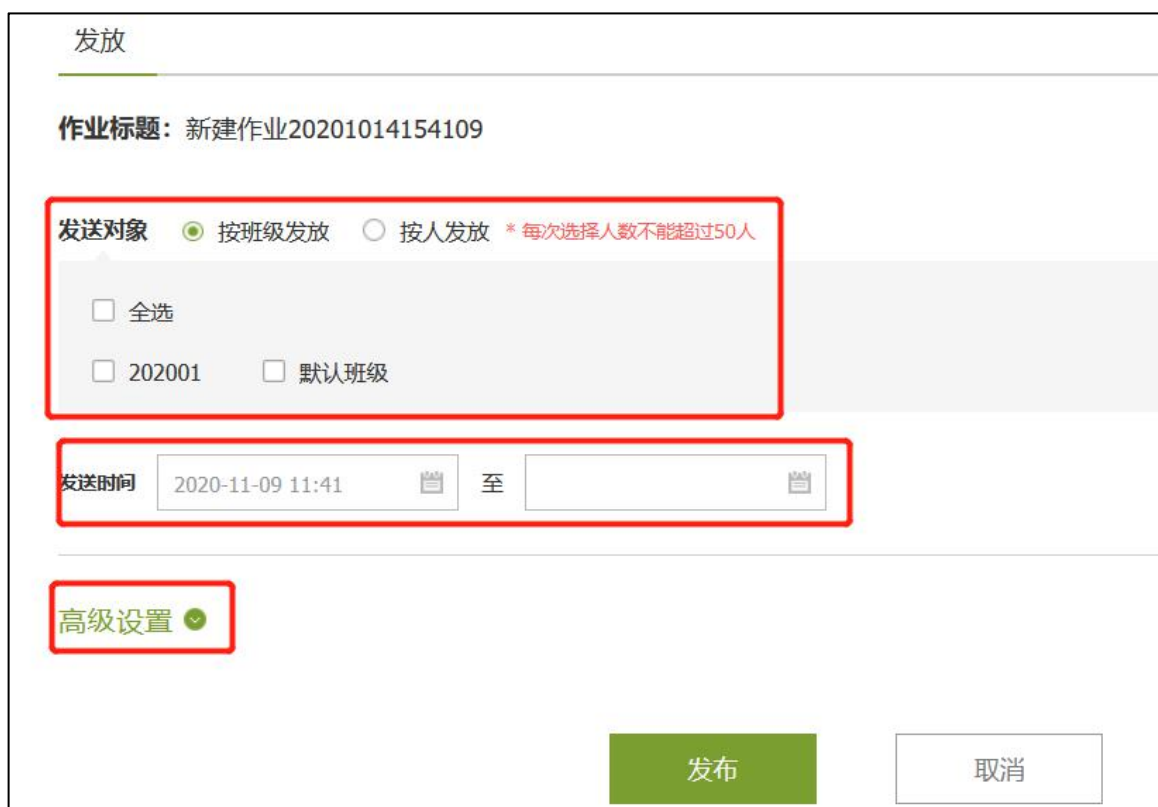 发放
作业标题：新建作业20201014154109
发送对象 按班级发放 按人发放 * 每次选择人数不能超过50人
全选
202001 默认班级
发送时间 2020-11-09 11:41 至
高级设置
发布 取消